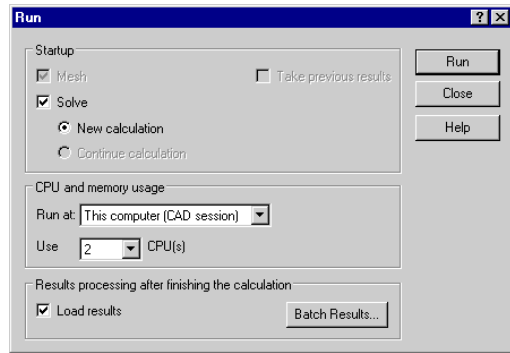 Run
Startup
Mesh
Take previous results
Solve
New calculation
Continue calculation
Run
Close
Help
CPU and memory usage
Run at: This computer (CAD session)
Use 2 CPU(s)
Results processing after finishing the calculation
Load results
Batch Results...